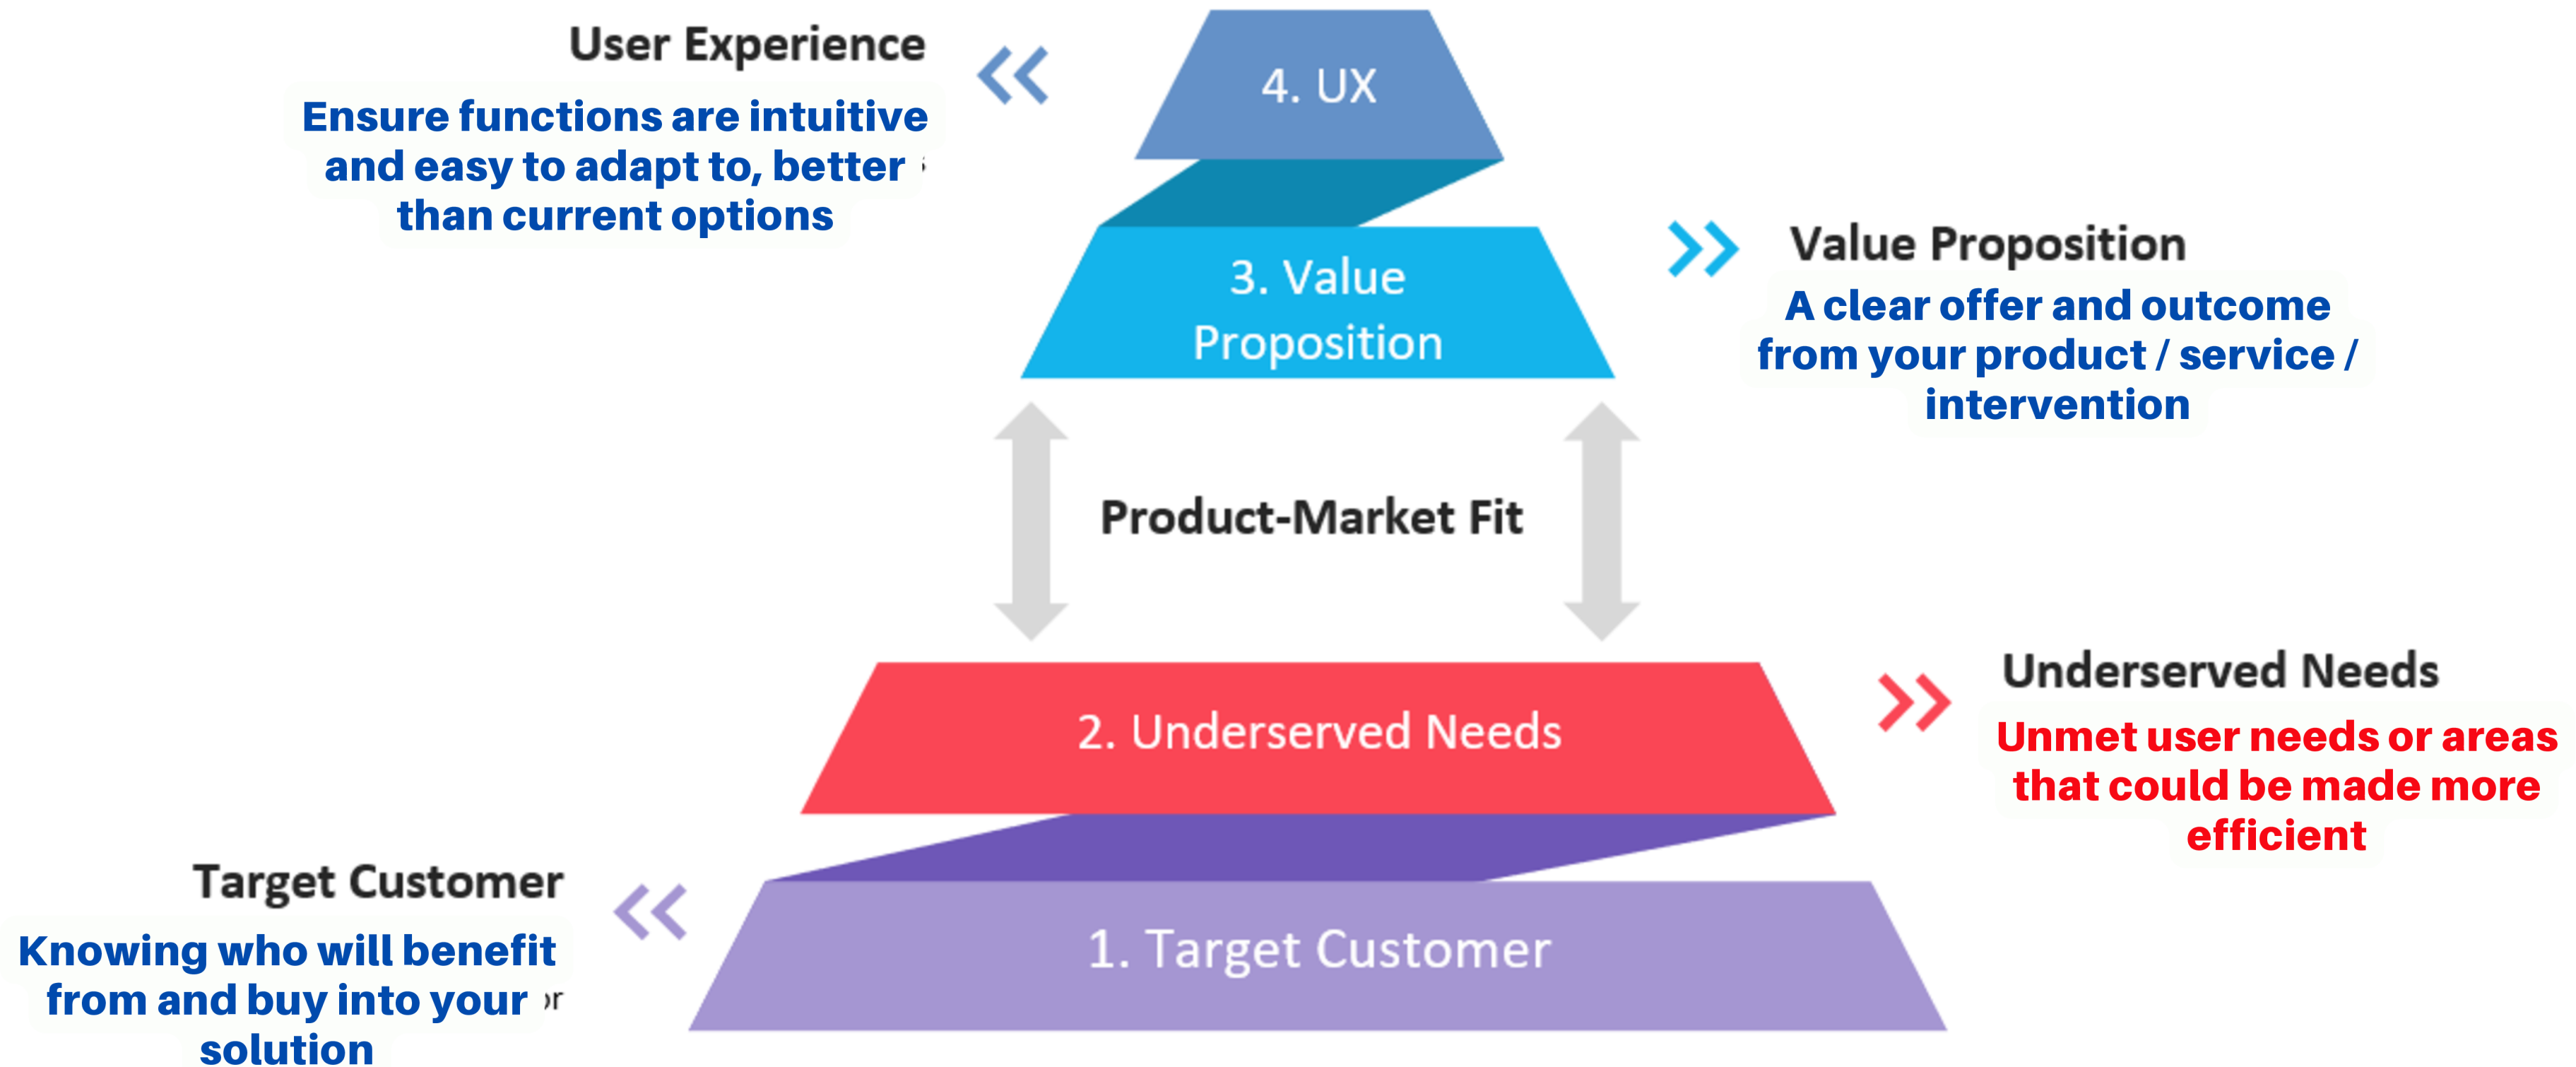 User Experience
Ensure functions are intuitive
and easy to adapt to, better
than current options
4. UX
3. Value
Proposition
Value Proposition
A clear offer and outcome
from your product / service /
intervention
Product-Market Fit
2. Underserved Needs
Underserved Needs
Unmet user needs or areas
that could be made more
efficient
Target Customer
Knowing who will benefit
from and buy into your
solution
1. Target Customer